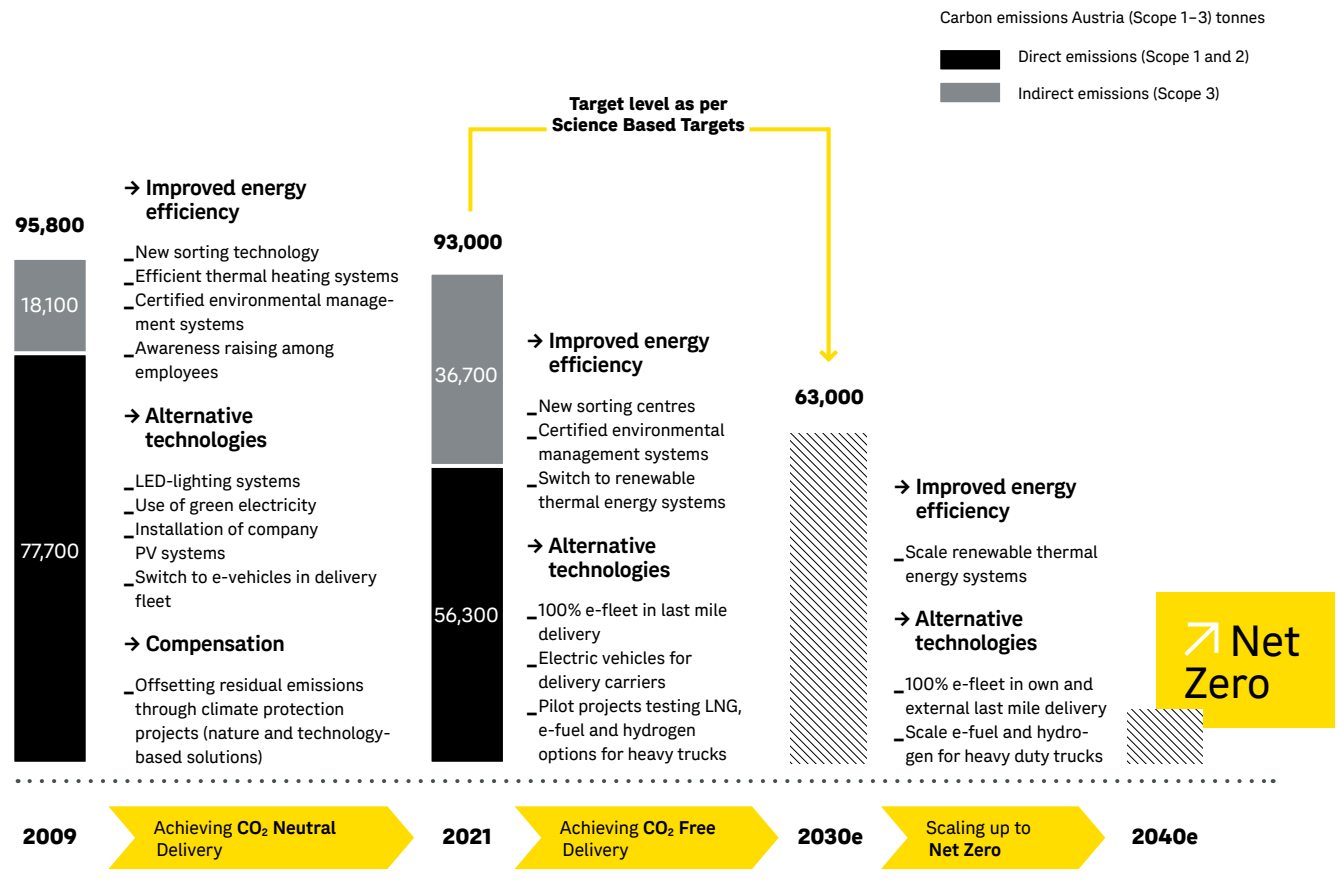 Carbon emissions Austria (Scope 1–3) tonnes
Direct emissions (Scope 1 and 2)
Indirect emissions (Scope 3)
Target level as per
Science Based Targets
95,800
18,100
77,700
→ Improved energy
efficiency
_New sorting technology
_Efficient thermal heating systems
_Certified environmental manage-
ment systems
_Awareness raising among
employees
→ Alternative
technologies
_LED-lighting systems
_Use of green electricity
_Installation of company
PV systems
_Switch to e-vehicles in delivery
fleet
→ Compensation
_Offsetting residual emissions
through climate protection
projects (nature and technology-
based solutions)
93,000
36,700
56,300
→ Improved energy
efficiency
_New sorting centres
_Certified environmental
management systems
_Switch to renewable
thermal energy systems
→ Alternative
technologies
_100% e-fleet in last mile
delivery
_Electric vehicles for
delivery carriers
_Pilot projects testing LNG,
e-fuel and hydrogen
options for heavy trucks
63,000
→ Improved energy
efficiency
_Scale renewable thermal
energy systems
→ Alternative
technologies
_100% e-fleet in own and
external last mile delivery
_Scale e-fuel and hydro-
gen for heavy duty trucks
Net
Zero
2009
Achieving CO₂ Neutral
Delivery
2021
Achieving CO₂ Free
Delivery
2030e
Scaling up to
Net Zero
2040e